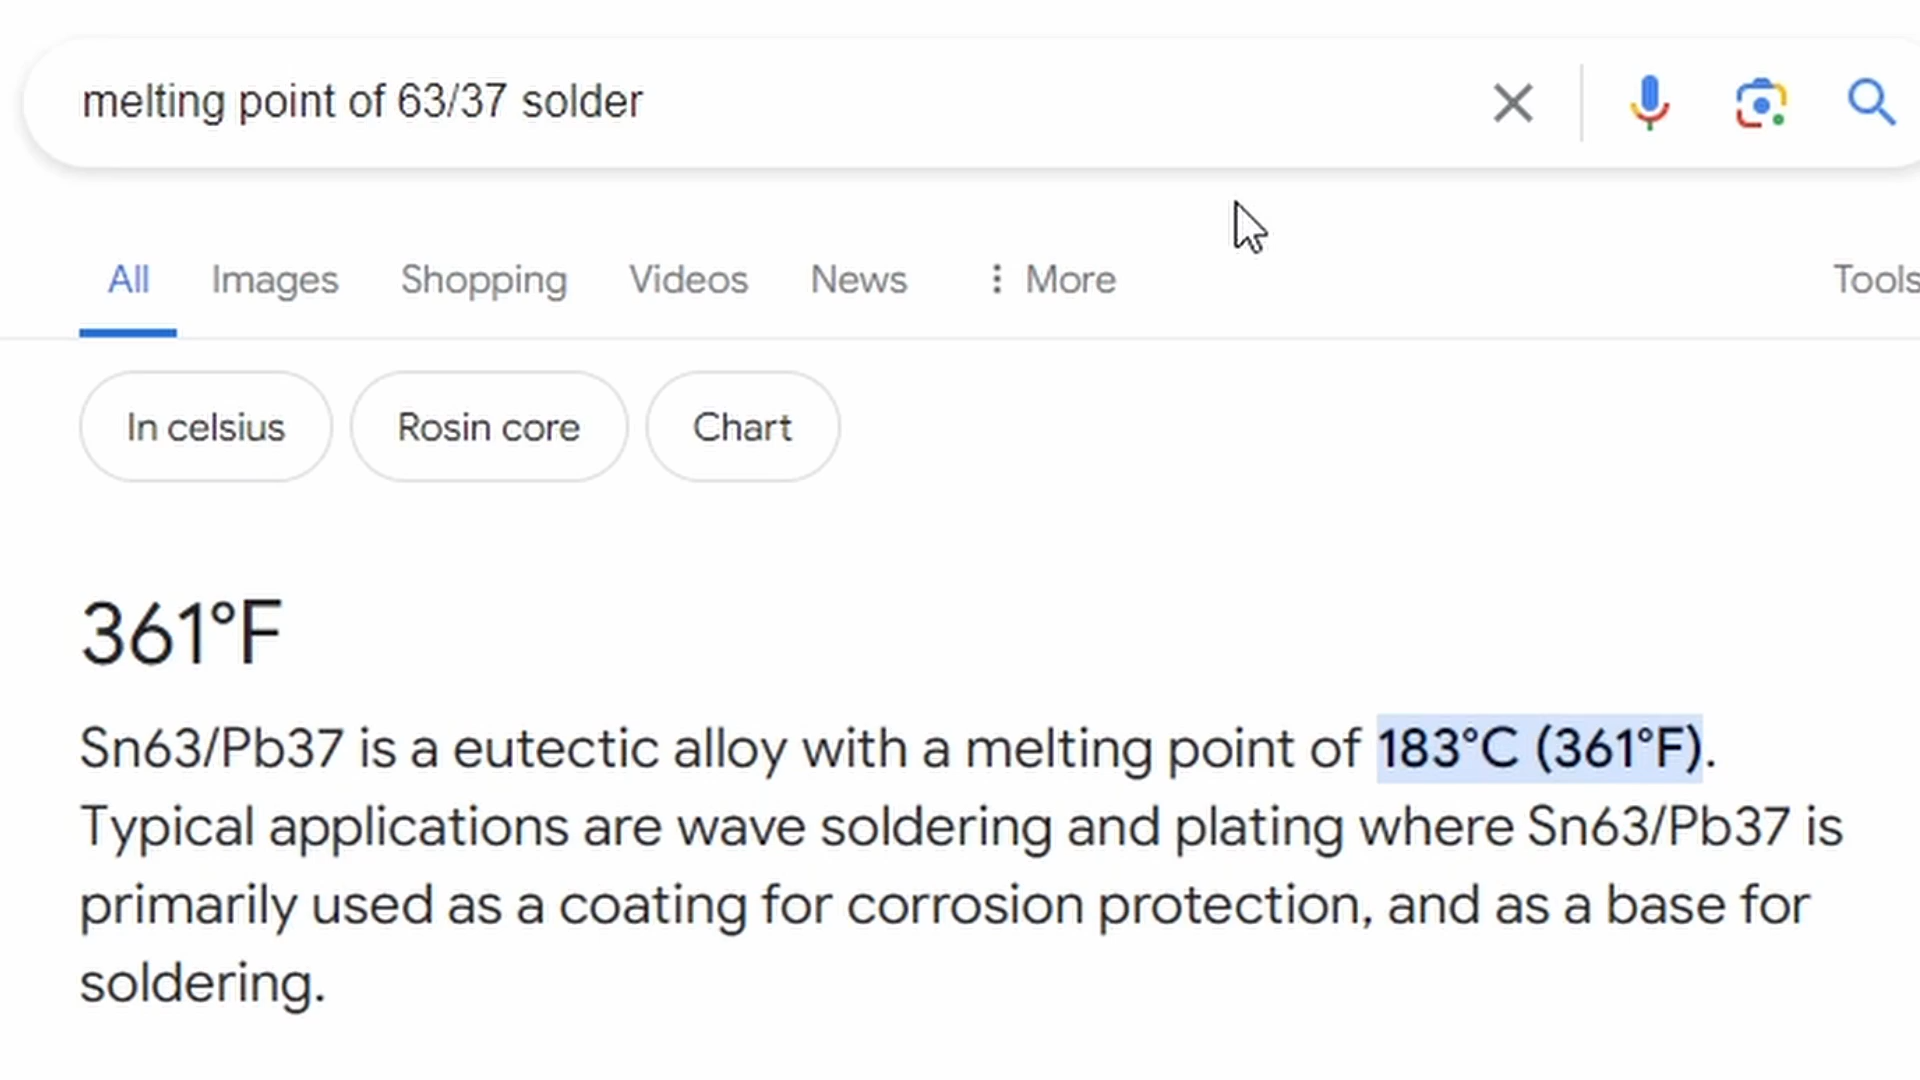 melting point of 63/37 solder
All Images Shopping Videos News More Tools
In celsius Rosin core Chart
361°F
Sn63/Pb37 is a eutectic alloy with a melting point of 183°C (361°F).
Typical applications are wave soldering and plating where Sn63/Pb37 is
primarily used as a coating for corrosion protection, and as a base for
soldering.